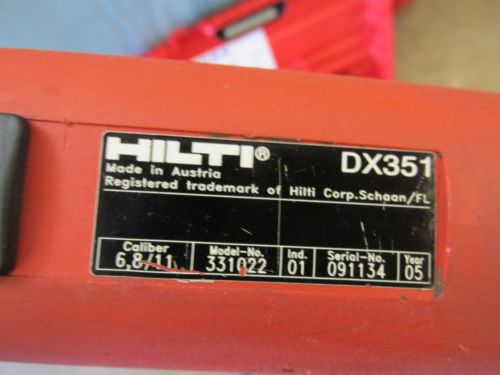 HILTI® DX351
Made in Austria
Registered trademark of Hilti Corp.Schaan/FL
Caliber Model-No. Ind. Serial-No. Year
6,8/11 331022 01 091134 05